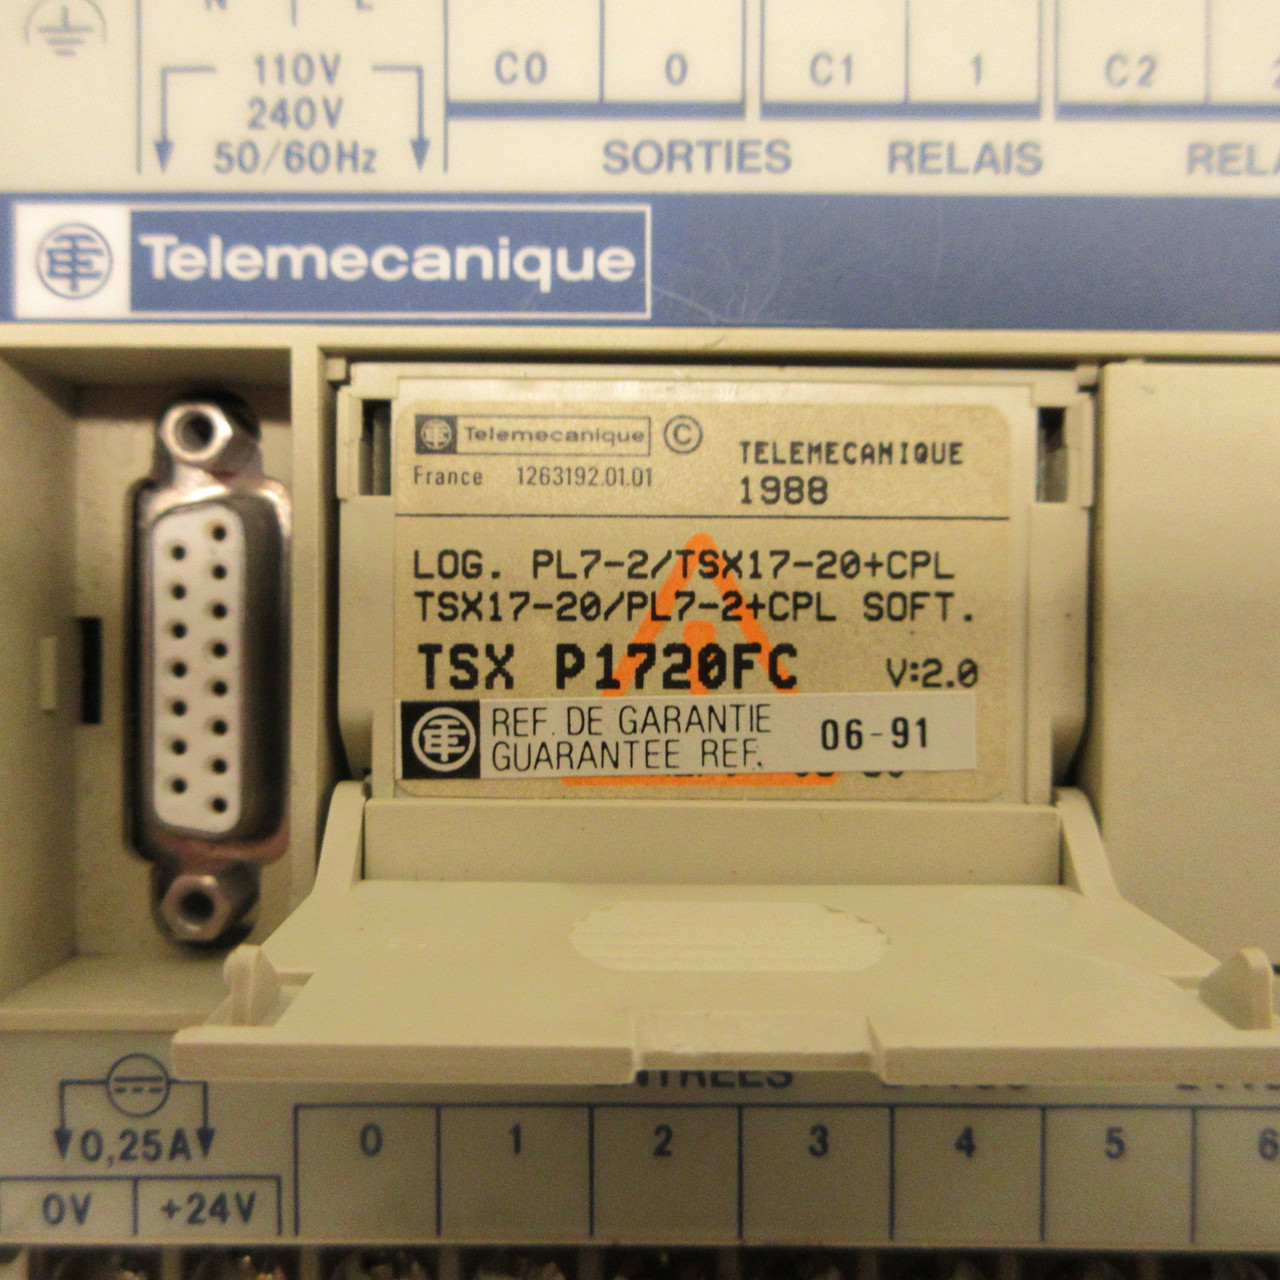 N L
110V
240V
50/60Hz
C0 0 C1 1 C2
SORTIES RELAIS
Telemecanique
Telemecanique ©
France 1263192.01.01
TELEMECANIQUE
1988
LOG. PL7-2/TSX17-20+CPL
TSX17-20/PL7-2+CPL SOFT.
TSX P1720FC V:2.0
REF. DE GARANTIE
GUARANTEE REF.
06-91
ENTREES
0,25A
0V +24V
0 1 2 3 4 5 6